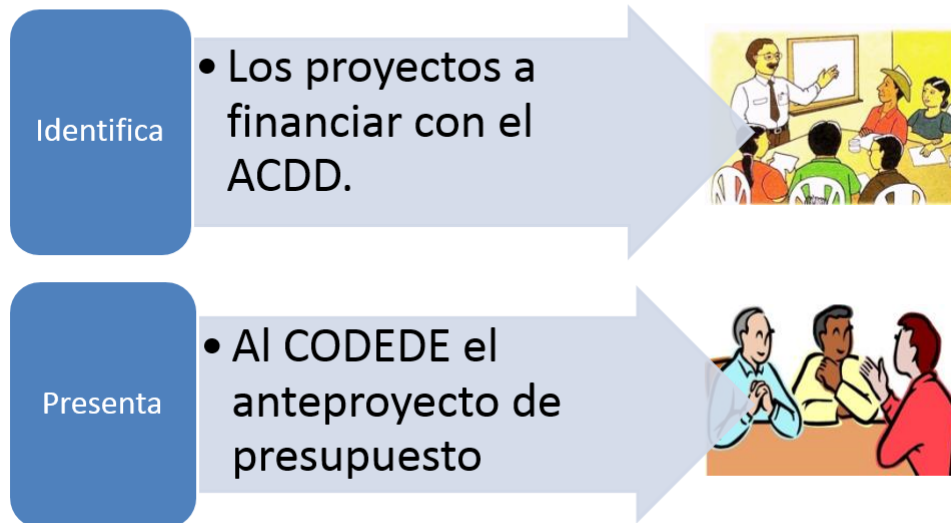 Identifica
• Los proyectos a
financiar con el
ACDD.
Presenta
• Al CODEDE el
anteproyecto de
presupuesto